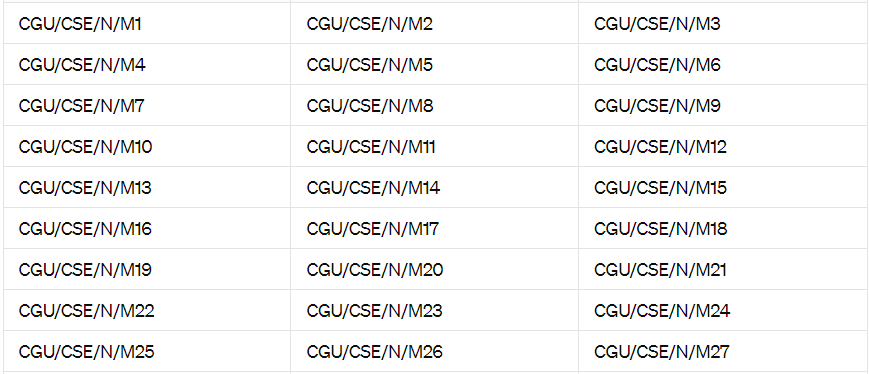 CGU/CSE/N/M1 CGU/CSE/N/M2 CGU/CSE/N/M3
CGU/CSE/N/M4 CGU/CSE/N/M5 CGU/CSE/N/M6
CGU/CSE/N/M7 CGU/CSE/N/M8 CGU/CSE/N/M9
CGU/CSE/N/M10 CGU/CSE/N/M11 CGU/CSE/N/M12
CGU/CSE/N/M13 CGU/CSE/N/M14 CGU/CSE/N/M15
CGU/CSE/N/M16 CGU/CSE/N/M17 CGU/CSE/N/M18
CGU/CSE/N/M19 CGU/CSE/N/M20 CGU/CSE/N/M21
CGU/CSE/N/M22 CGU/CSE/N/M23 CGU/CSE/N/M24
CGU/CSE/N/M25 CGU/CSE/N/M26 CGU/CSE/N/M27